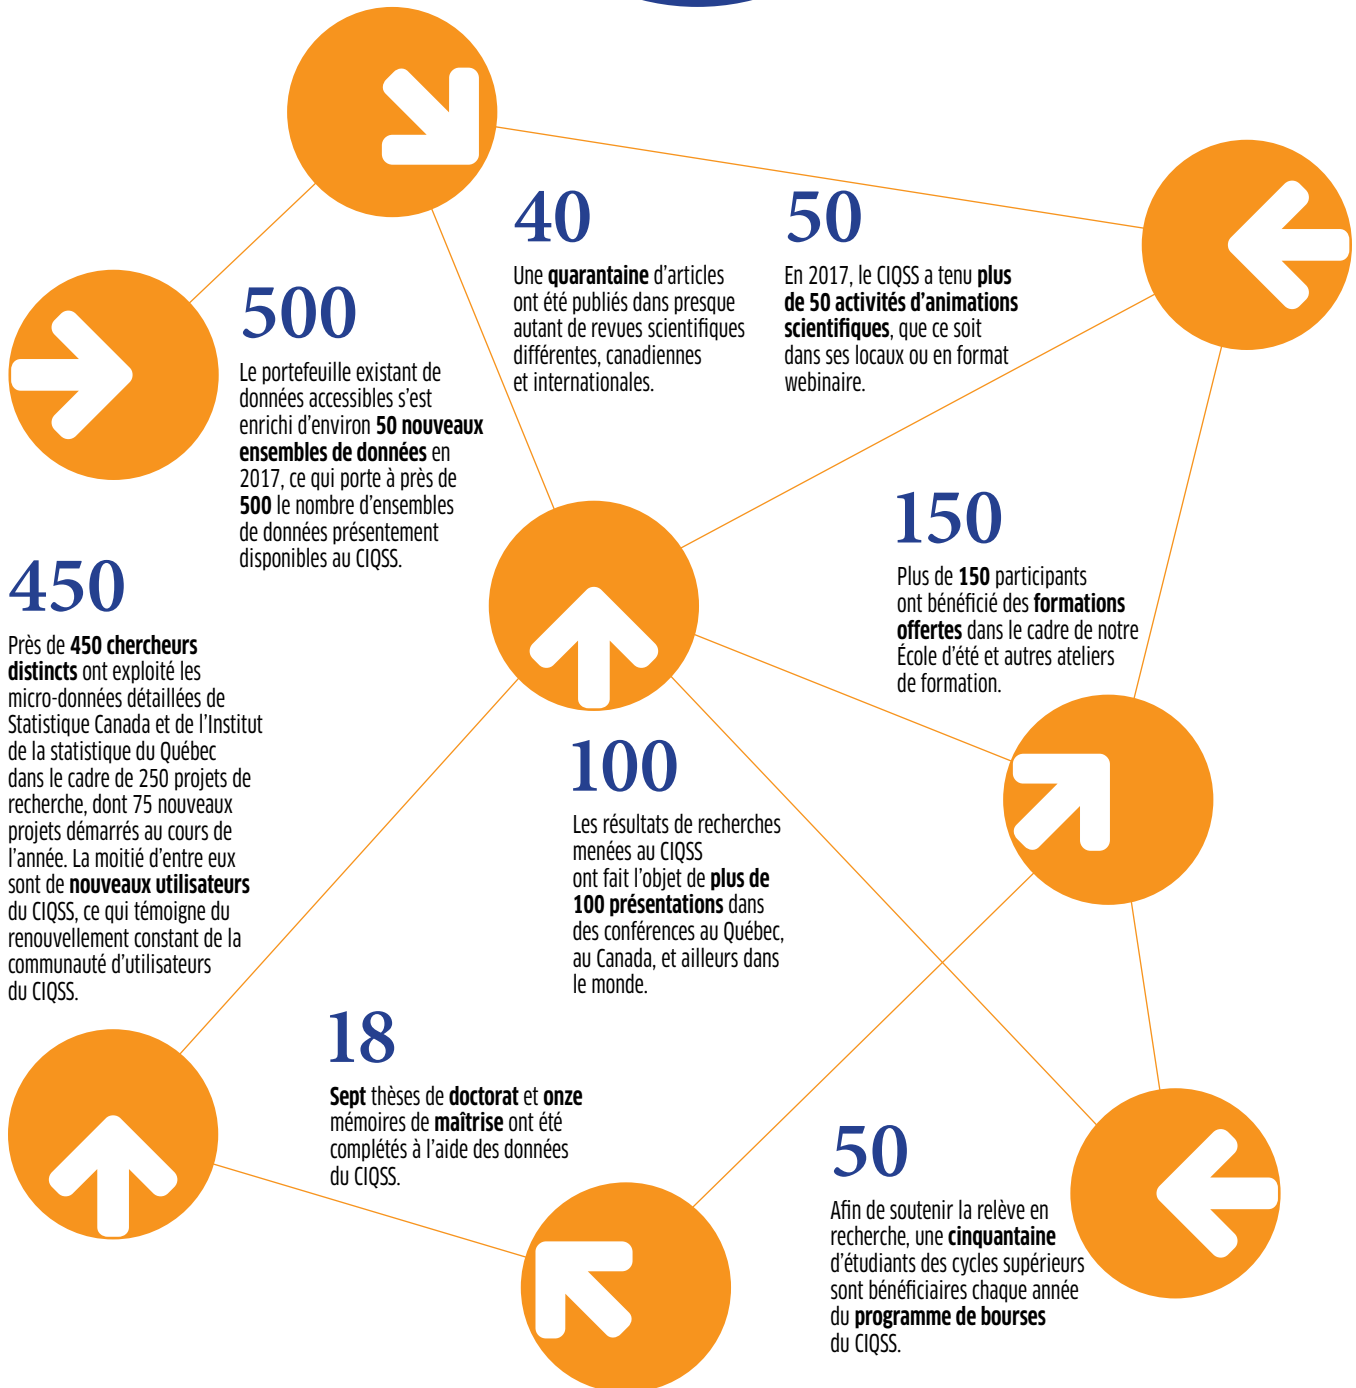 40
Une quarantaine d'articles
ont été publiés dans presque
autant de revues scientifiques
différentes, canadiennes
et internationales.
50
En 2017, le CIQSS a tenu plus
de 50 activités d'animations
scientifiques, que ce soit
dans ses locaux ou en format
webinaire.
500
Le portefeuille existant de
données accessibles s'est
enrichi d'environ 50 nouveaux
ensembles de données en
2017, ce qui porte à près de
500 le nombre d'ensembles
de données présentement
disponibles au CIQSS.
150
Plus de 150 participants
ont bénéficié des formations
offertes dans le cadre de notre
École d'été et autres ateliers
de formation.
450
Près de 450 chercheurs
distincts ont exploité les
micro-données détaillées de
Statistique Canada et de l'Institut
de la statistique du Québec
dans le cadre de 250 projets de
recherche, dont 75 nouveaux
projets démarrés au cours de
l'année. La moitié d'entre eux
sont de nouveaux utilisateurs
du CIQSS, ce qui témoigne du
renouvellement constant de la
communauté d'utilisateurs
du CIQSS.
100
Les résultats de recherches
menées au CIQSS
ont fait l'objet de plus de
100 présentations dans
des conférences au Québec,
au Canada, et ailleurs dans
le monde.
18
Sept thèses de doctorat et onze
mémoires de maîtrise ont été
complétés à l'aide des données
du CIQSS.
50
Afin de soutenir la relève en
recherche, une cinquantaine
d'étudiants des cycles supérieurs
sont bénéficiaires chaque année
du programme de bourses
du CIQSS.